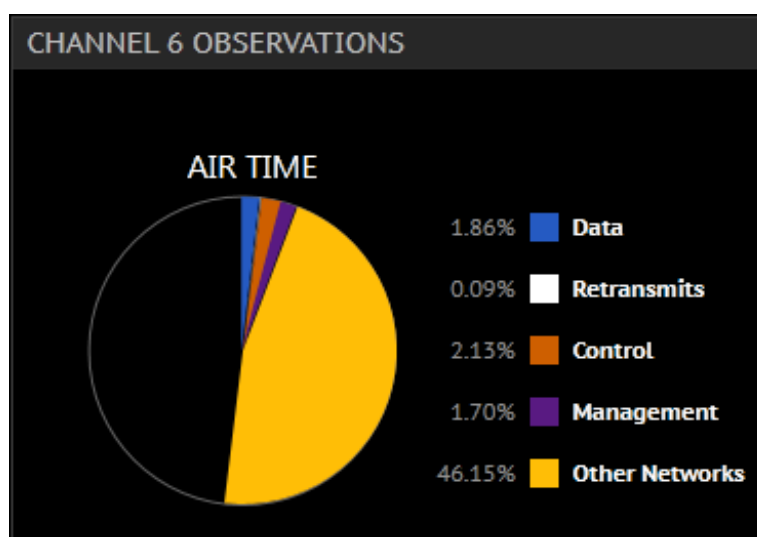 CHANNEL 6 OBSERVATIONS
AIR TIME
1.86% Data
0.09% Retransmits
2.13% Control
1.70% Management
46.15% Other Networks